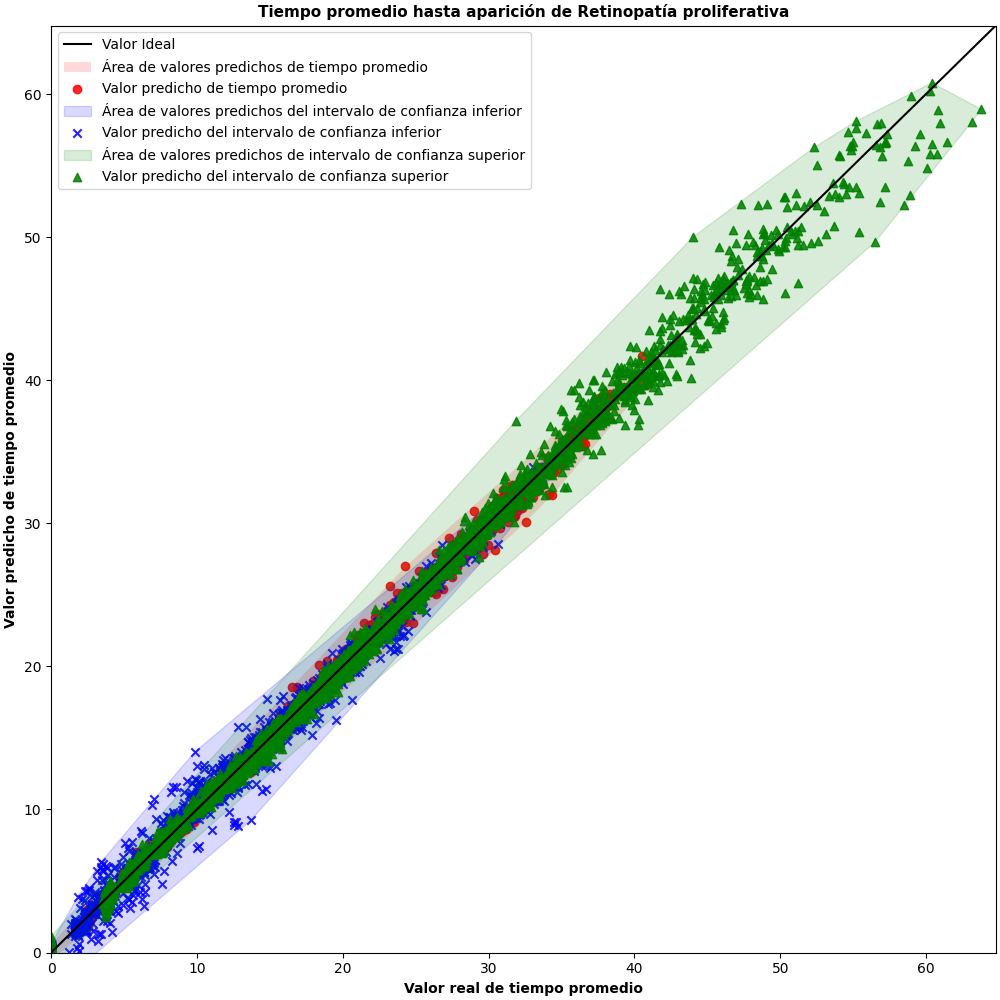 Tiempo promedio hasta aparición de Retinopatía proliferativa
Valor Ideal
Área de valores predichos de tiempo promedio
Valor predicho de tiempo promedio
Área de valores predichos del intervalo de confianza inferior
Valor predicho del intervalo de confianza inferior
Área de valores predichos de intervalo de confianza superior
Valor predicho del intervalo de confianza superior
Valor predicho de tiempo promedio
60
50
40
30
20
10
0
0 10 20 30 40 50 60
Valor real de tiempo promedio